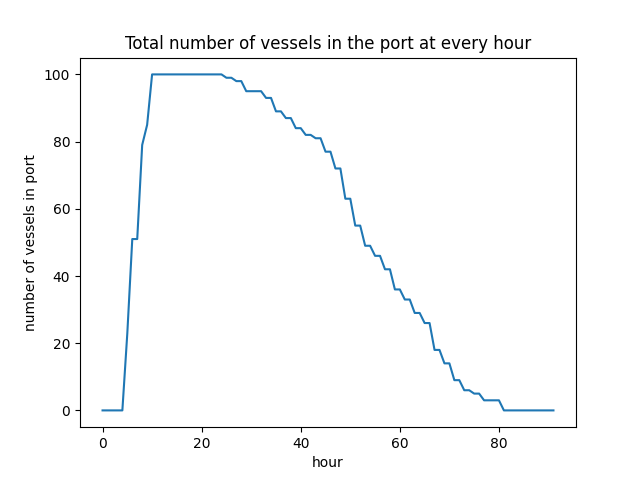 Total number of vessels in the port at every hour
100
80
60
40
20
0
number of vessels in port
0 20 40 60 80
hour